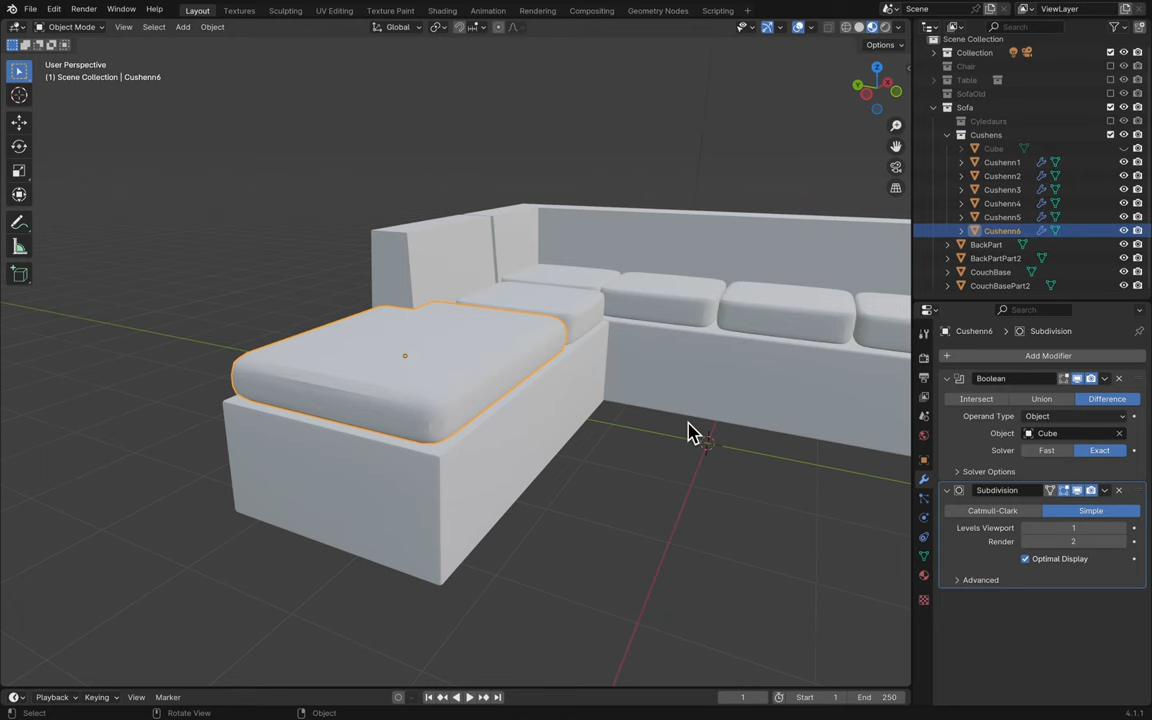 File Edit Render Window Help Layout Textures UV Editing Texture Paint Shading Sculpting Animation Rendering Compositing Geometry Nodes Scripting + Scene ViewLayer
Object Mode View Select Add Object Global Search
Options
User Perspective
(1) Scene Collection | Cushenn6
Z
Y
X
Scene Collection
Collection
Chair
Table
SofaOld
Sofa
Cyledaurs
Cushens
Cube
Cushenn1
Cushenn2
Cushenn3
Cushenn4
Cushenn5
Cushenn6
BackPart
BackPartPart2
CouchBase
CouchBasePart2
Search
Cushenn6 > Subdivision
+ Add Modifier
Boolean
Intersect Union Difference
Operand Type Object
Object Cube
Solver Fast Exact
Solver Options
Subdivision
Catmull-Clark Simple
Levels Viewport 1
Render 2
Optimal Display
Advanced
Playback Keying View Marker 1 Start 1 End 250
Select Rotate View Object 4.1.1